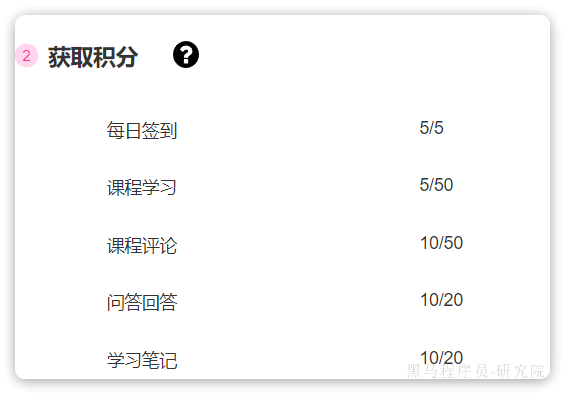 2 获取积分 ?
每日签到 5/5
课程学习 5/50
课程评论 10/50
问答回答 10/20
学习笔记 10/20
黑马程序员-研究院